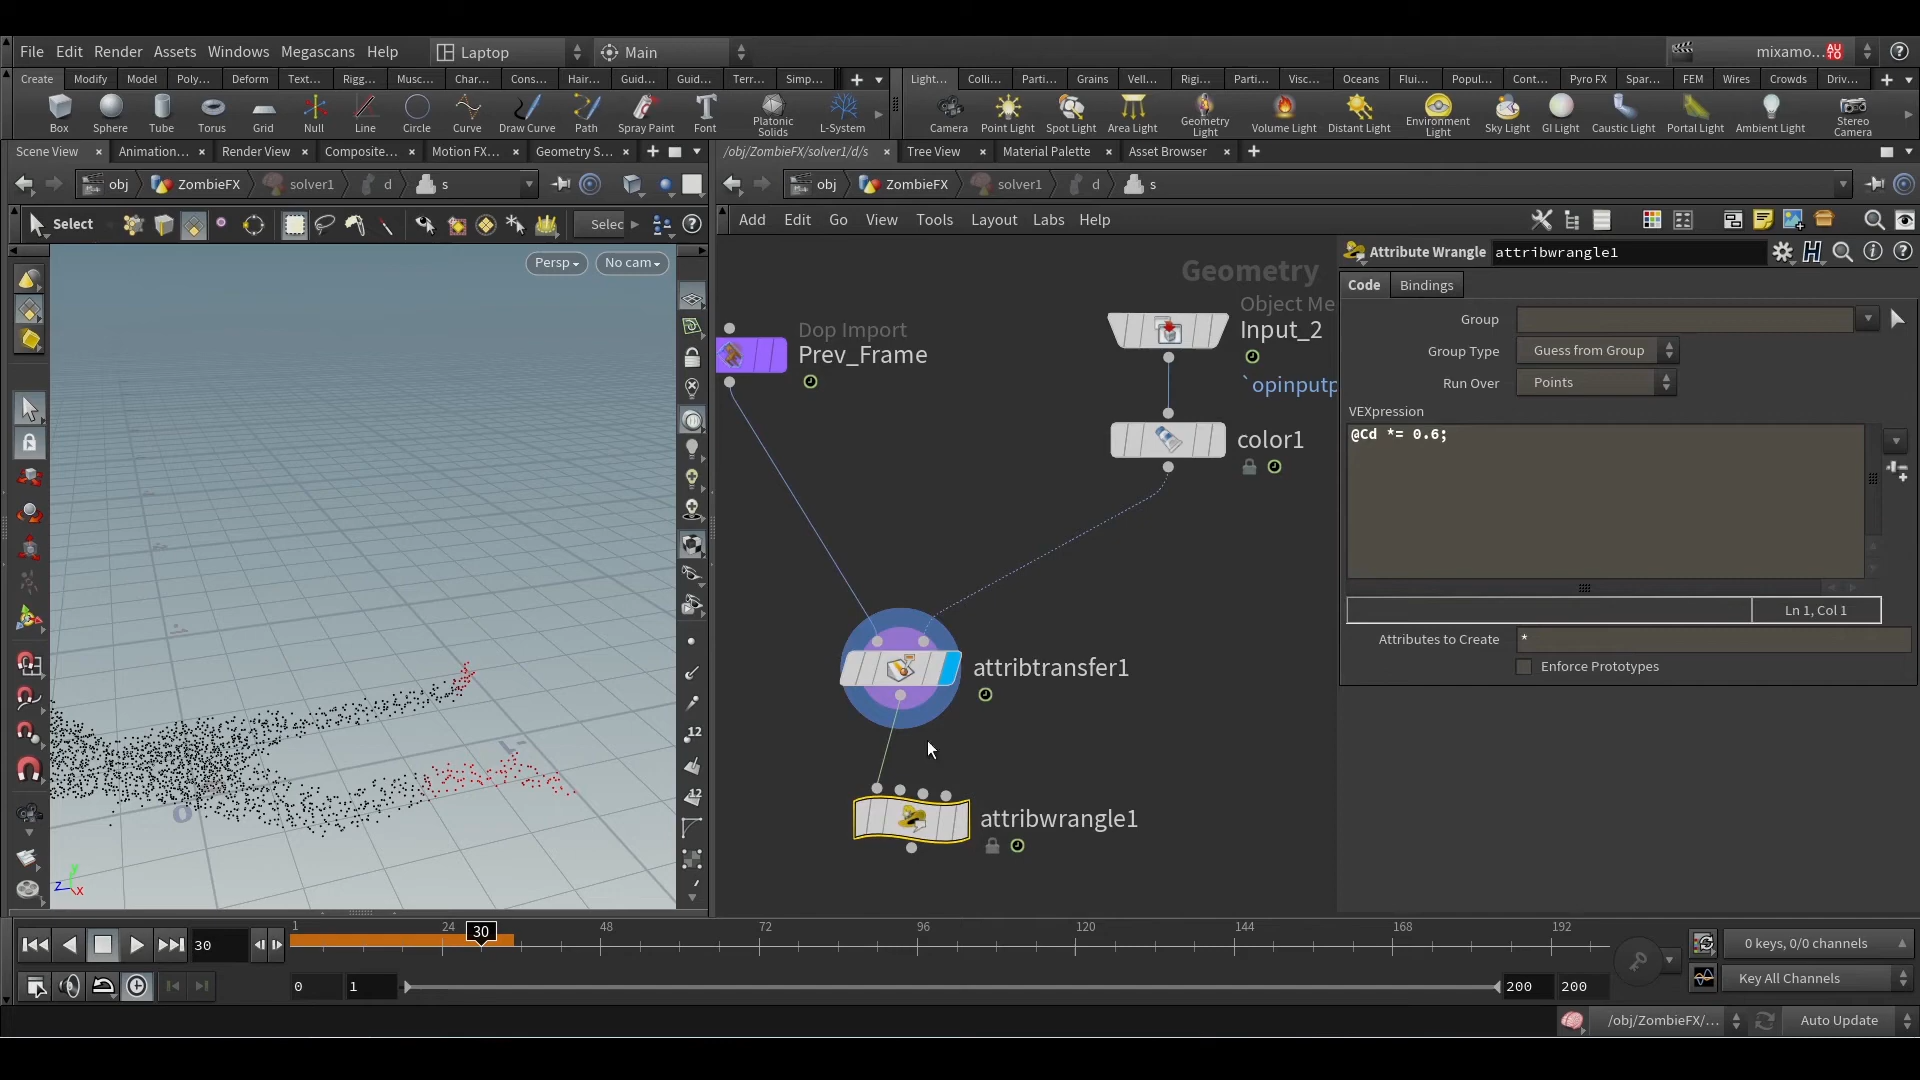 File Edit Render Assets Windows Megascans Help Laptop Main mixamo... AUTO
Create Modify Model Poly... Deform Text... Rigg... Musc... Char... Cons... Hair... Guid... Guid... Terr... Simp... Light... Colli... Parti... Grains Vell... Rigi... Parti... Visc... Oceans Flui... Popul... Cont... Pyro FX Spar... FEM Wires Crowds Driv...
Box Sphere Tube Torus Grid Null Line Circle Curve Draw Curve Path Spray Paint Font Platonic Solids L-System Camera Point Light Spot Light Area Light Geometry Light Volume Light Distant Light Environment Light Sky Light GI Light Caustic Light Portal Light Ambient Light Stereo Camera
Scene View Animation... Render View Composite... Motion FX... Geometry S... /obj/ZombieFX/solver1/d/s Tree View Material Palette Asset Browser
obj ZombieFX solver1 d s obj ZombieFX solver1 d s
Select Selec Add Edit Go View Tools Layout Labs Help
Persp No cam
Geometry
Attribute Wrangle attribwrangle1
Code Bindings
Object Me
Input_2
`opinputp
Dop Import
Prev_Frame
color1
attribtransfer1
attribwrangle1
Group
Group Type Guess from Group
Run Over Points
VEXpression
@Cd *= 0.6;
Ln 1, Col 1
Attributes to Create *
Enforce Prototypes
12
12
z y x
1 24 30 48 72 96 120 144 168 192
30 0 keys, 0/0 channels
0 1 200 200 Key All Channels
/obj/ZombieFX/... Auto Update